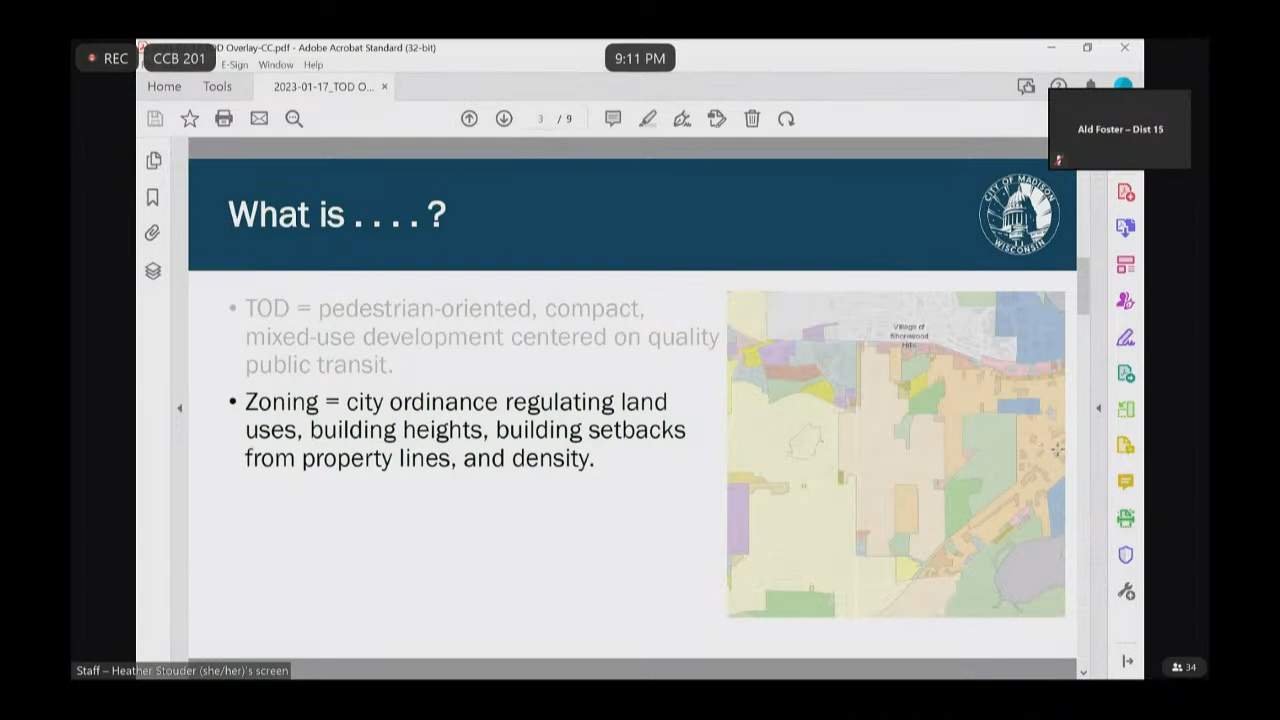 REC
CCB 201
9:11 PM
OD Overlay-CC.pdf - Adobe Acrobat Standard (32-bit)
E-Sign Window Help
Home Tools 2023-01-17_TOD O... ×
3 / 9
Ald Foster – Dist 15
What is . . . . ?
CITY OF MADISON
WISCONSIN
• TOD = pedestrian-oriented, compact,
mixed-use development centered on quality
public transit.
• Zoning = city ordinance regulating land
uses, building heights, building setbacks
from property lines, and density.
Village of
Shorewood
Hills
Staff – Heather Stouder (she/her)'s screen
34